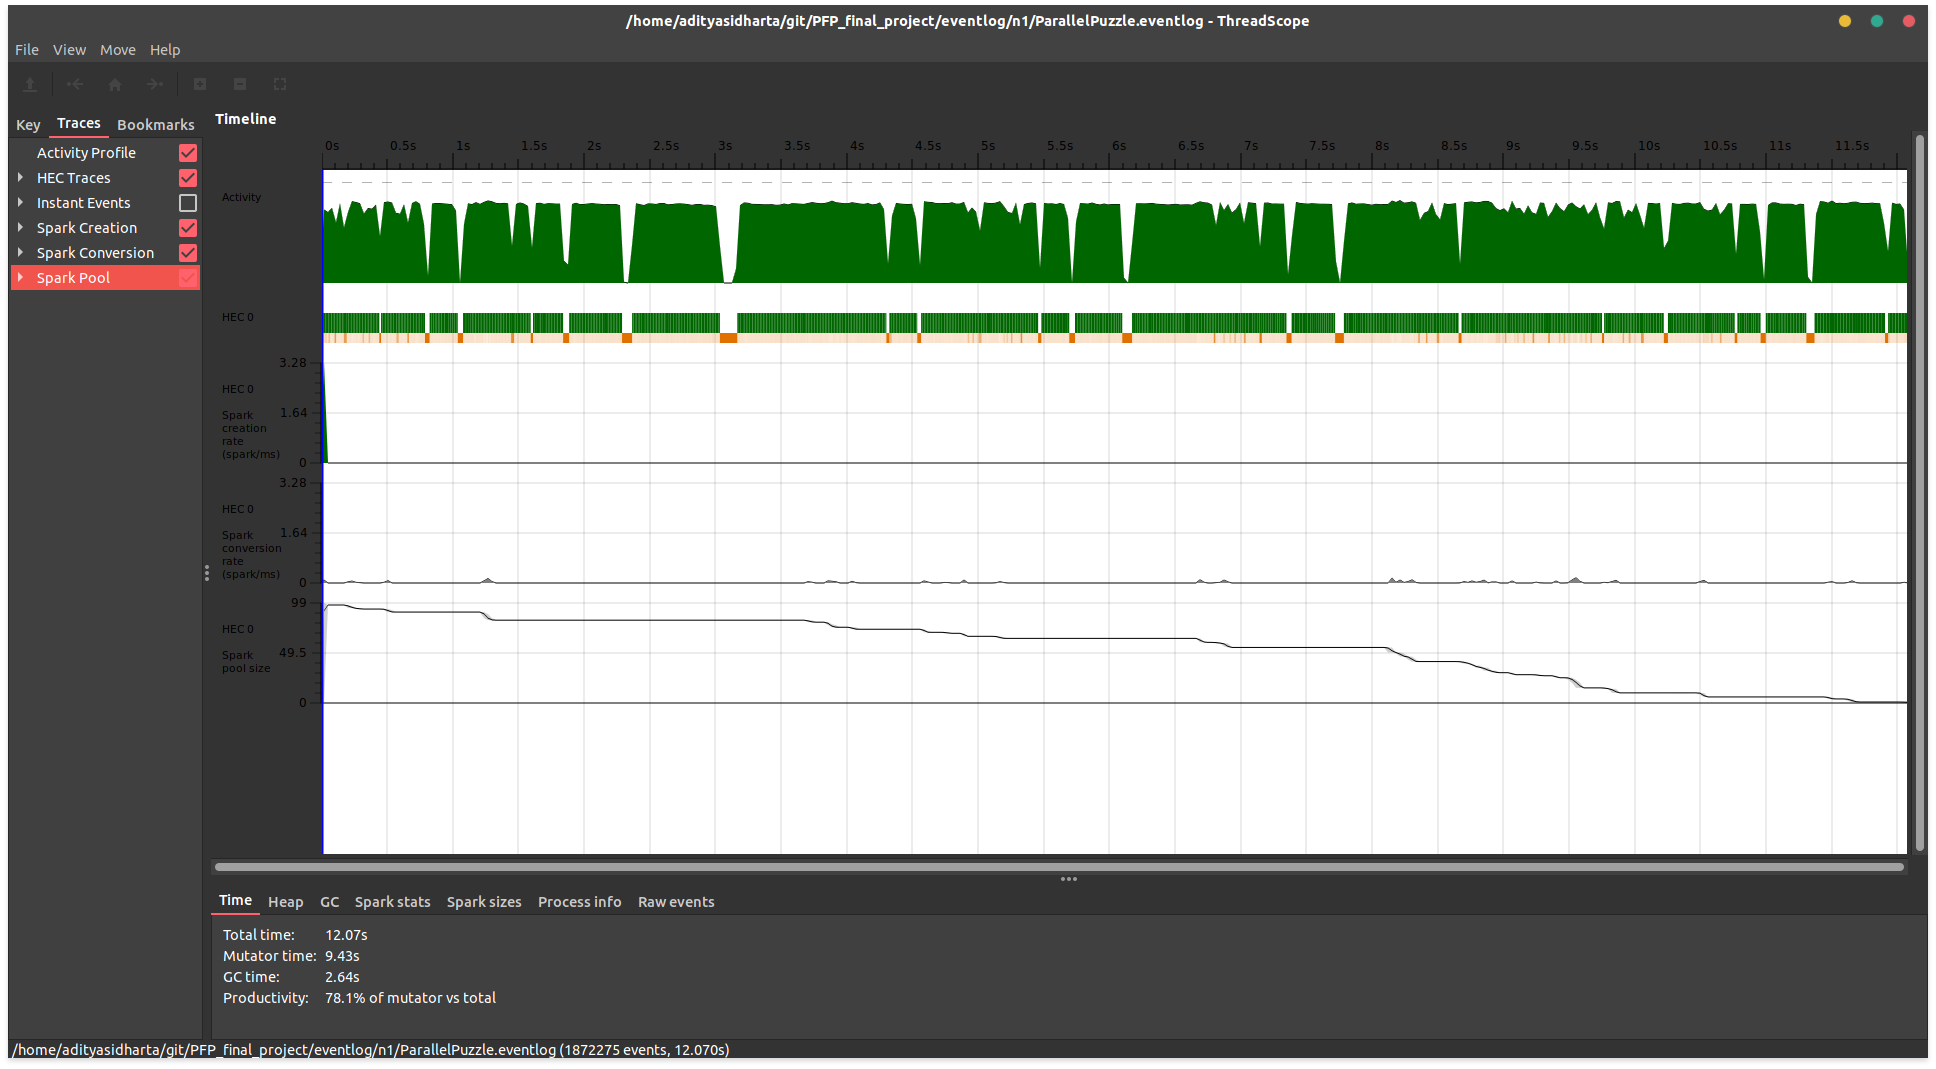 /home/adityasidharta/git/PFP_final_project/eventlog/n1/ParallelPuzzle.eventlog - ThreadScope
File View Move Help
Key Traces Bookmarks
Activity Profile
HEC Traces
Instant Events
Spark Creation
Spark Conversion
Spark Pool
Timeline
0s 0.5s 1s 1.5s 2s 2.5s 3s 3.5s 4s 4.5s 5s 5.5s 6s 6.5s 7s 7.5s 8s 8.5s 9s 9.5s 10s 10.5s 11s 11.5s
Activity
HEC 0
3.28
HEC 0
Spark 1.64
creation
rate
(spark/ms) 0
3.28
HEC 0
Spark 1.64
conversion
rate
(spark/ms) 0
99
HEC 0
Spark 49.5
pool size
0
Time Heap GC Spark stats Spark sizes Process info Raw events
Total time: 12.07s
Mutator time: 9.43s
GC time: 2.64s
Productivity: 78.1% of mutator vs total
/home/adityasidharta/git/PFP_final_project/eventlog/n1/ParallelPuzzle.eventlog (1872275 events, 12.070s)